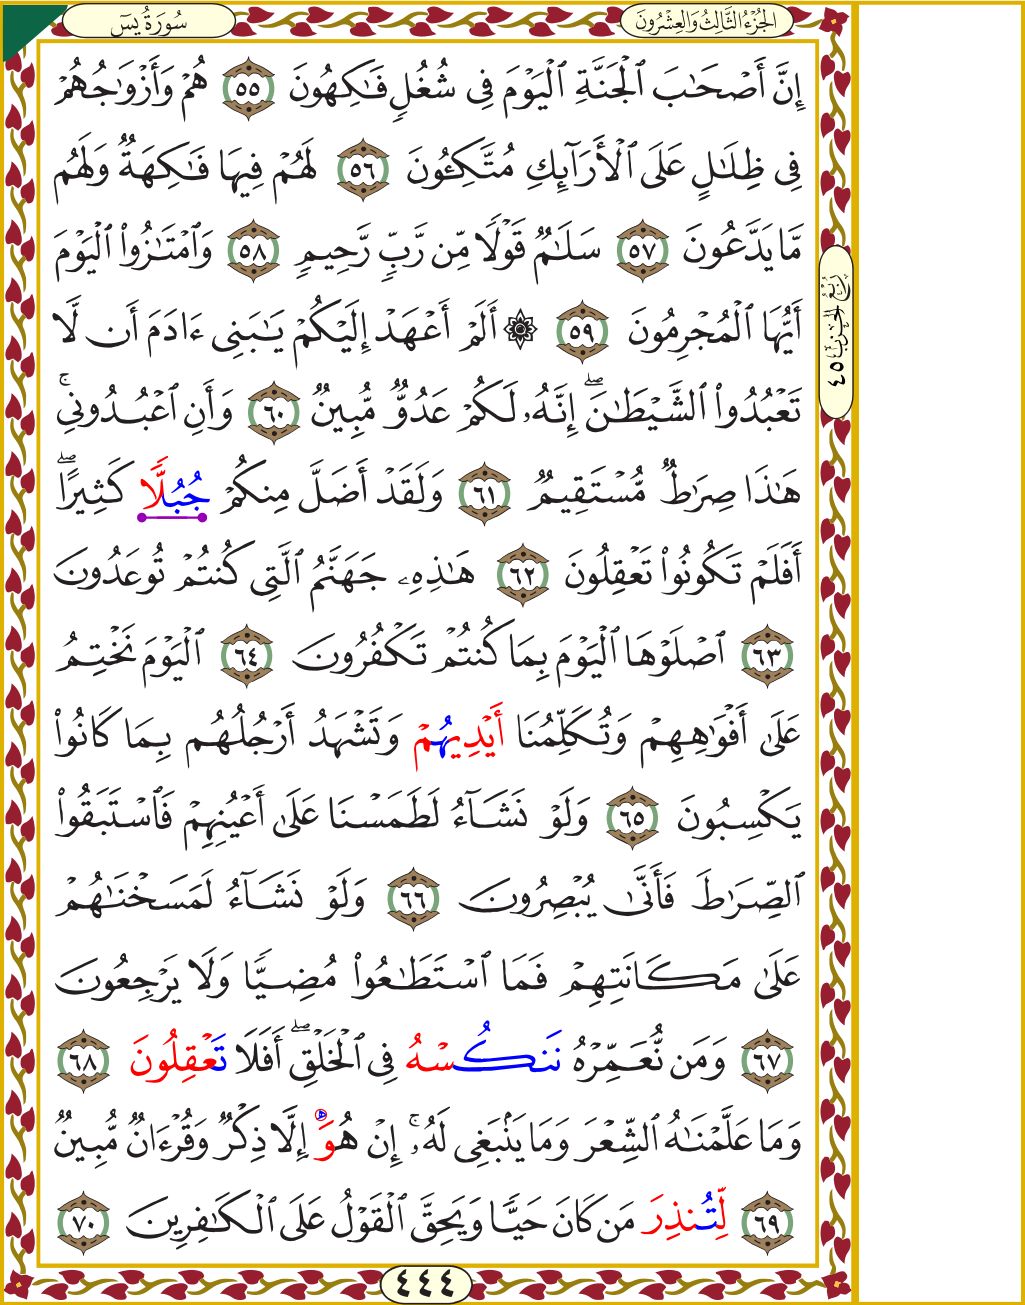 سُورَةُ يسٓ
الجُزْءُ الثَّالِثُ وَالعِشْرُونَ
إِنَّ أَصْحَٰبَ ٱلْجَنَّةِ ٱلْيَوْمَ فِى شُغُلٍۢ فَٰكِهُونَ ٥٥ هُمْ وَأَزْوَٰجُهُمْ
فِى ظِلَٰلٍ عَلَى ٱلْأَرَآئِكِ مُتَّكِـُٔونَ ٥٦ لَهُمْ فِيهَا فَٰكِهَةٌۭ وَلَهُم
مَّا يَدَّعُونَ ٥٧ سَلَٰمٌۭ قَوْلًۭا مِّن رَّبٍّۢ رَّحِيمٍۢ ٥٨ وَٱمْتَٰزُوا۟ ٱلْيَوْمَ
أَيُّهَا ٱلْمُجْرِمُونَ ٥٩ ۞ أَلَمْ أَعْهَدْ إِلَيْكُمْ يَٰبَنِىٓ ءَادَمَ أَن لَّا
تَعْبُدُوا۟ ٱلشَّيْطَٰنَ ۖ إِنَّهُۥ لَكُمْ عَدُوٌّۭ مُّبِينٌۭ ٦٠ وَأَنِ ٱعْبُدُونِى ۚ
هَٰذَا صِرَٰطٌۭ مُّسْتَقِيمٌۭ ٦١ وَلَقَدْ أَضَلَّ مِنكُمْ جُبُلًّۭا كَثِيرًا ۖ
أَفَلَمْ تَكُونُوا۟ تَعْقِلُونَ ٦٢ هَٰذِهِۦ جَهَنَّمُ ٱلَّتِى كُنتُمْ تُوعَدُونَ
٦٣ ٱصْلَوْهَا ٱلْيَوْمَ بِمَا كُنتُمْ تَكْفُرُونَ ٦٤ ٱلْيَوْمَ نَخْتِمُ
عَلَىٰٓ أَفْوَٰهِهِمْ وَتُكَلِّمُنَآ أَيْدِيهُمْ وَتَشْهَدُ أَرْجُلُهُم بِمَا كَانُوا۟
يَكْسِبُونَ ٦٥ وَلَوْ نَشَآءُ لَطَمَسْنَا عَلَىٰٓ أَعْيُنِهِمْ فَٱسْتَبَقُوا۟
ٱلصِّرَٰطَ فَأَنَّىٰ يُبْصِرُونَ ٦٦ وَلَوْ نَشَآءُ لَمَسَخْنَٰهُمْ
عَلَىٰ مَكَانَتِهِمْ فَمَا ٱسْتَطَٰعُوا۟ مُضِيًّۭا وَلَا يَرْجِعُونَ
٦٧ وَمَن نُّعَمِّرْهُ نَنكُسْهُ فِى ٱلْخَلْقِ ۖ أَفَلَا تَعْقِلُونَ ٦٨
وَمَا عَلَّمْنَٰهُ ٱلشِّعْرَ وَمَا يَنۢبَغِى لَهُۥٓ ۚ إِنْ هُوَ إِلَّا ذِكْرٌۭ وَقُرْءَانٌۭ مُّبِينٌۭ
٦٩ لِّتُنذِرَ مَن كَانَ حَيًّۭا وَيَحِقَّ ٱلْقَوْلُ عَلَى ٱلْكَٰفِرِينَ ٧٠
رُبْعُ الحِزْب ٤٥
٤٤٤